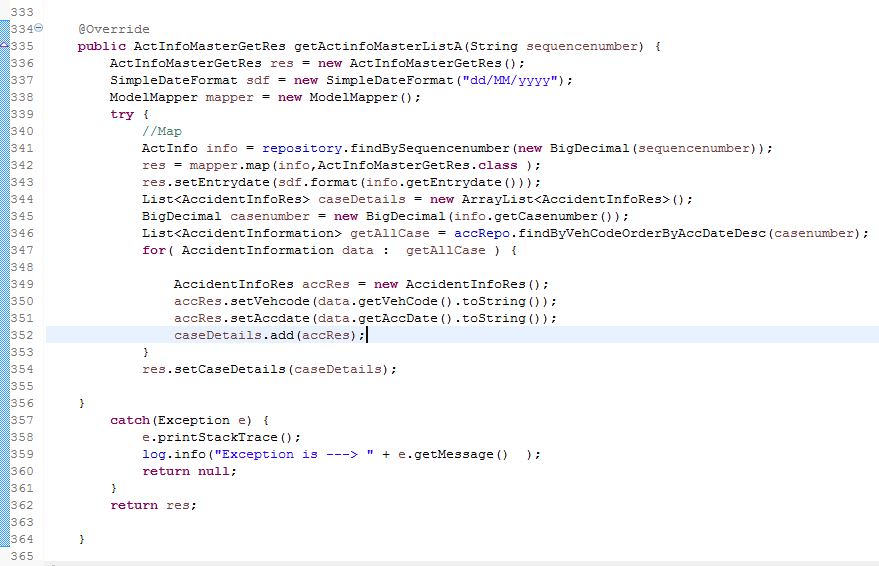 333
334 @Override
335 public ActInfoMasterGetRes getActinfoMasterListA(String sequencenumber) {
336 ActInfoMasterGetRes res = new ActInfoMasterGetRes();
337 SimpleDateFormat sdf = new SimpleDateFormat("dd/MM/yyyy");
338 ModelMapper mapper = new ModelMapper();
339 try {
340 //Map
341 ActInfo info = repository.findBySequencenumber(new BigDecimal(sequencenumber));
342 res = mapper.map(info,ActInfoMasterGetRes.class );
343 res.setEntrydate(sdf.format(info.getEntrydate()));
344 List<AccidentInfoRes> caseDetails = new ArrayList<AccidentInfoRes>();
345 BigDecimal casenumber = new BigDecimal(info.getCasenumber());
346 List<AccidentInformation> getAllCase = accRepo.findByVehCodeOrderByAccDateDesc(casenumber);
347 for( AccidentInformation data :  getAllCase ) {
348
349 AccidentInfoRes accRes = new AccidentInfoRes();
350 accRes.setVehcode(data.getVehCode().toString());
351 accRes.setAccdate(data.getAccDate().toString());
352 caseDetails.add(accRes);
353 }
354 res.setCaseDetails(caseDetails);
355
356 }
357 catch(Exception e) {
358 e.printStackTrace();
359 log.info("Exception is ---> " + e.getMessage()  );
360 return null;
361 }
362 return res;
363
364 }
365